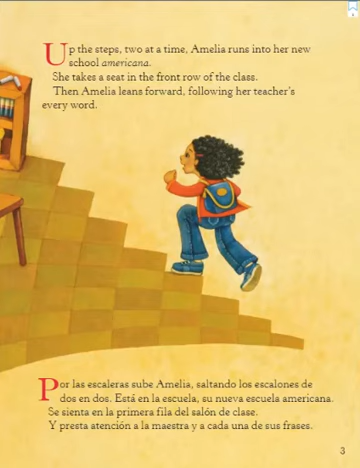 Up the steps, two at a time, Amelia runs into her new
school americana.
She takes a seat in the front row of the class.
Then Amelia leans forward, following her teacher's
every word.
Por las escaleras sube Amelia, saltando los escalones de
dos en dos. Está en la escuela, su nueva escuela americana.
Se sienta en la primera fila del salón de clase.
Y presta atención a la maestra y a cada una de sus frases.
3